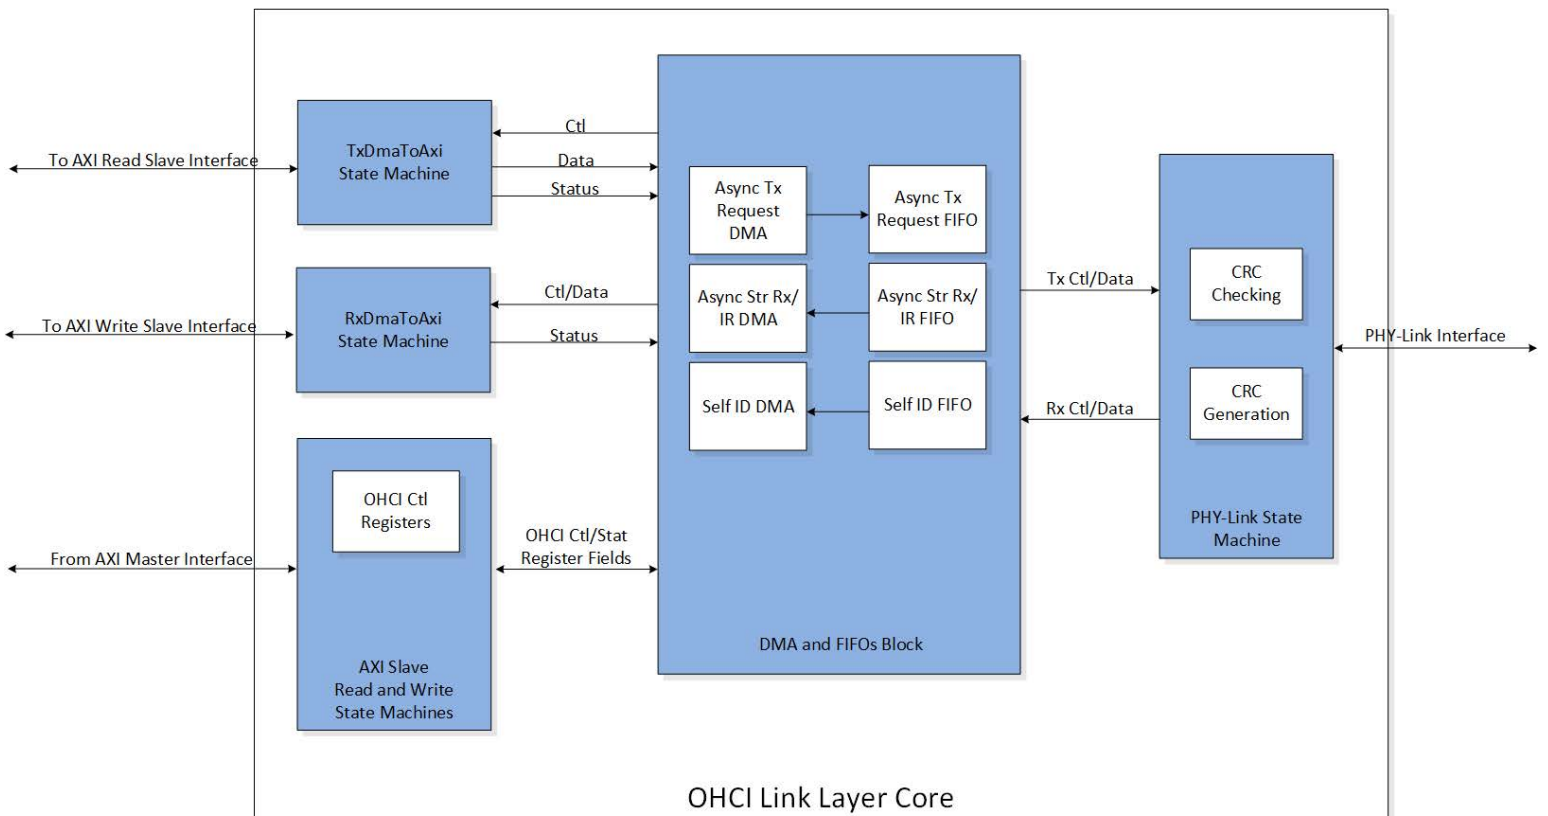 To AXI Read Slave Interface
TxDmaToAxi
State Machine
Ctl
Data
Status
Async Tx
Request
DMA
Async Tx
Request FIFO
To AXI Write Slave Interface
RxDmaToAxi
State Machine
Ctl/Data
Status
Async Str Rx/
IR DMA
Async Str Rx/
IR FIFO
Self ID DMA
Self ID FIFO
Tx Ctl/Data
Rx Ctl/Data
CRC
Checking
CRC
Generation
PHY-Link State
Machine
PHY-Link Interface
From AXI Master Interface
OHCI Ctl
Registers
AXI Slave
Read and Write
State Machines
OHCI Ctl/Stat
Register Fields
DMA and FIFOs Block
OHCI Link Layer Core